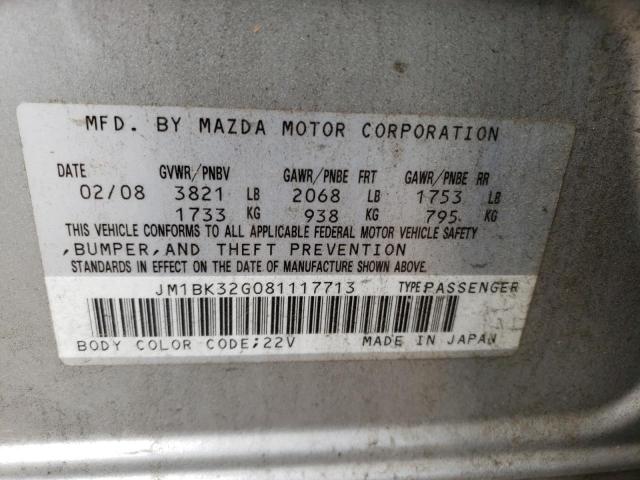 MFD. BY MAZDA MOTOR CORPORATION
DATE GVWR/PNBV GAWR/PNBE FRT GAWR/PNBE RR
02/08 3821 LB 2068 LB 1753 LB
1733 KG 938 KG 795 KG
THIS VEHICLE CONFORMS TO ALL APPLICABLE FEDERAL MOTOR VEHICLE SAFETY
,BUMPER,AND THEFT PREVENTION
STANDARDS IN EFFECT ON THE DATE OF MANUFACTURE SHOWN ABOVE.
JM1BK32G081117713 TYPE:PASSENGER
BODY COLOR CODE;22V MADE IN JAPAN